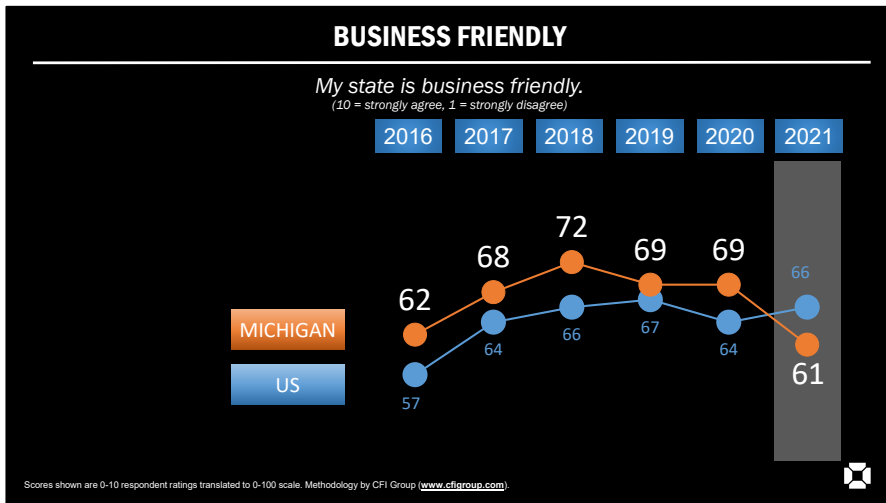 BUSINESS FRIENDLY
My state is business friendly.
(10 = strongly agree, 1 = strongly disagree)
2016 2017 2018 2019 2020 2021
72
69 69
68
66
62
MICHIGAN
64 66 67 64
61
US
57
Scores shown are 0-10 respondent ratings translated to 0-100 scale. Methodology by CFI Group (www.cfigroup.com).